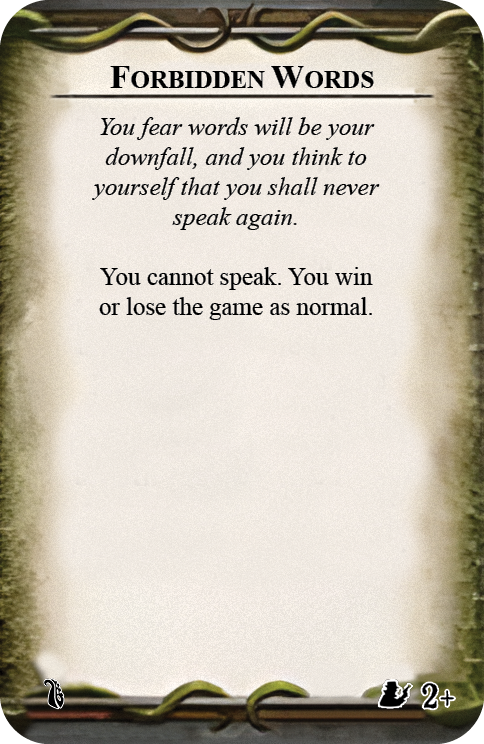 Forbidden Words
You fear words will be your
downfall, and you think to
yourself that you shall never
speak again.
You cannot speak. You win
or lose the game as normal.
2+